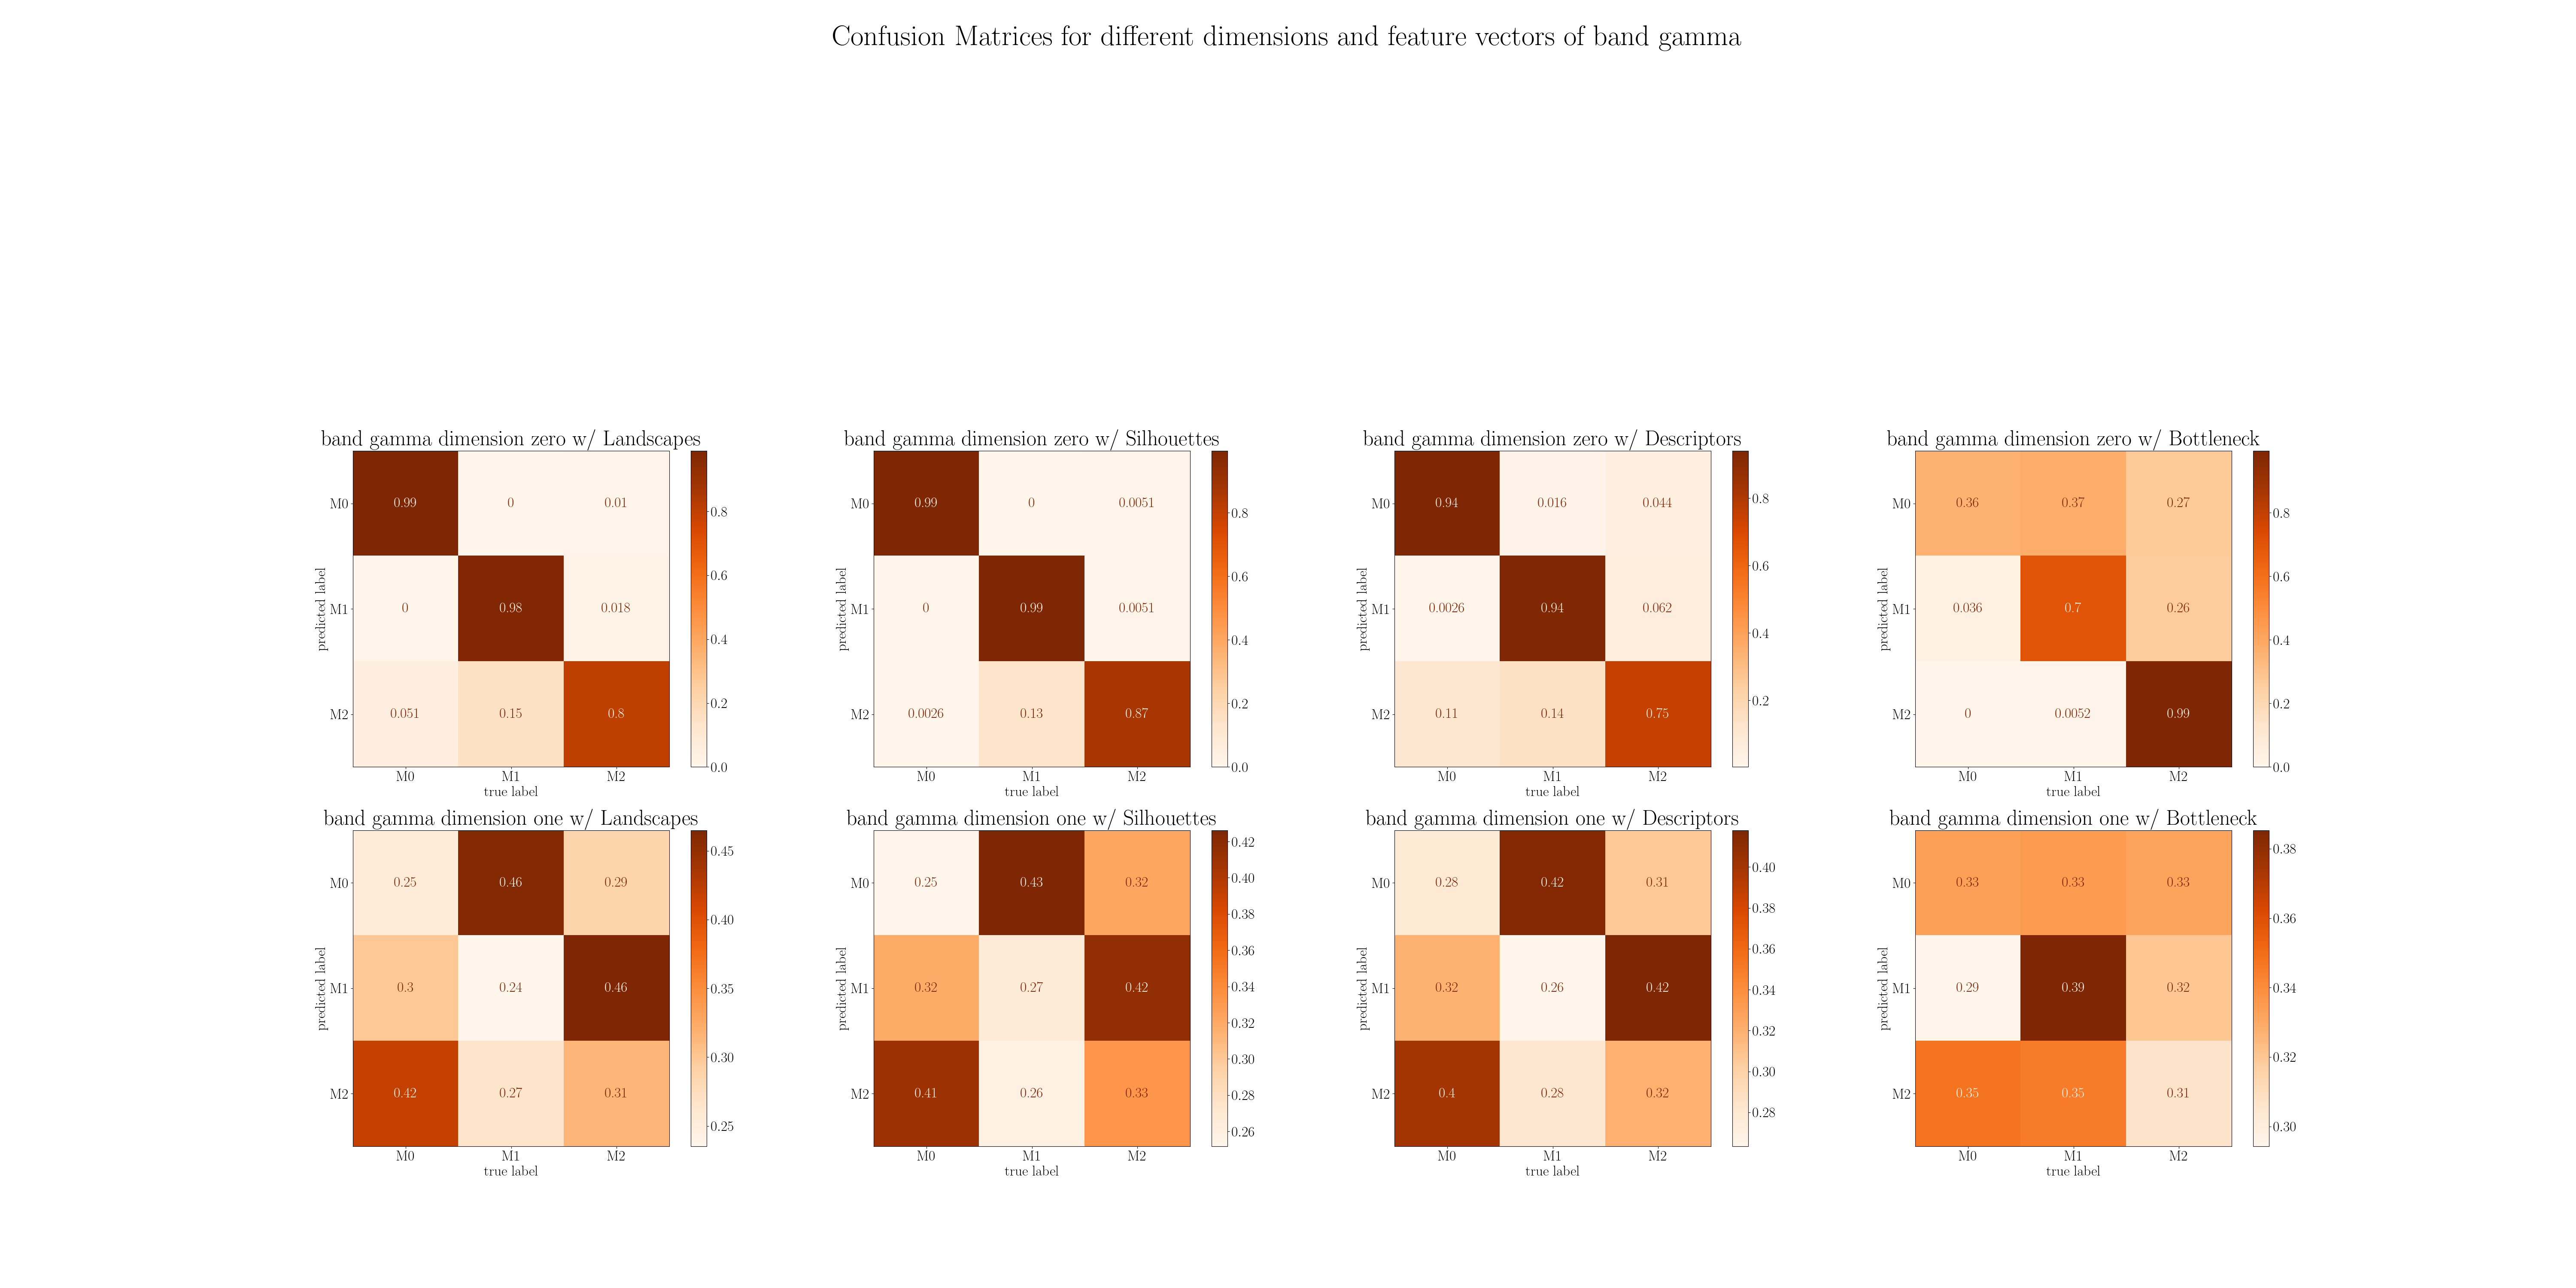 Confusion Matrices for different dimensions and feature vectors of band gamma
band gamma dimension zero w/ Landscapes
predicted label
M0 0.99 0 0.01
M1 0 0.98 0.018
M2 0.051 0.15 0.8
M0 M1 M2
true label
0.8
0.6
0.4
0.2
0.0
band gamma dimension zero w/ Silhouettes
predicted label
M0 0.99 0 0.0051
M1 0 0.99 0.0051
M2 0.0026 0.13 0.87
M0 M1 M2
true label
0.8
0.6
0.4
0.2
0.0
band gamma dimension zero w/ Descriptors
predicted label
M0 0.94 0.016 0.044
M1 0.0026 0.94 0.062
M2 0.11 0.14 0.75
M0 M1 M2
true label
0.8
0.6
0.4
0.2
band gamma dimension zero w/ Bottleneck
predicted label
M0 0.36 0.37 0.27
M1 0.036 0.7 0.26
M2 0 0.0052 0.99
M0 M1 M2
true label
0.8
0.6
0.4
0.2
0.0
band gamma dimension one w/ Landscapes
predicted label
M0 0.25 0.46 0.29
M1 0.3 0.24 0.46
M2 0.42 0.27 0.31
M0 M1 M2
true label
0.45
0.40
0.35
0.30
0.25
band gamma dimension one w/ Silhouettes
predicted label
M0 0.25 0.43 0.32
M1 0.32 0.27 0.42
M2 0.41 0.26 0.33
M0 M1 M2
true label
0.42
0.40
0.38
0.36
0.34
0.32
0.30
0.28
0.26
band gamma dimension one w/ Descriptors
predicted label
M0 0.28 0.42 0.31
M1 0.32 0.26 0.42
M2 0.4 0.28 0.32
M0 M1 M2
true label
0.40
0.38
0.36
0.34
0.32
0.30
0.28
band gamma dimension one w/ Bottleneck
predicted label
M0 0.33 0.33 0.33
M1 0.29 0.39 0.32
M2 0.35 0.35 0.31
M0 M1 M2
true label
0.38
0.36
0.34
0.32
0.30